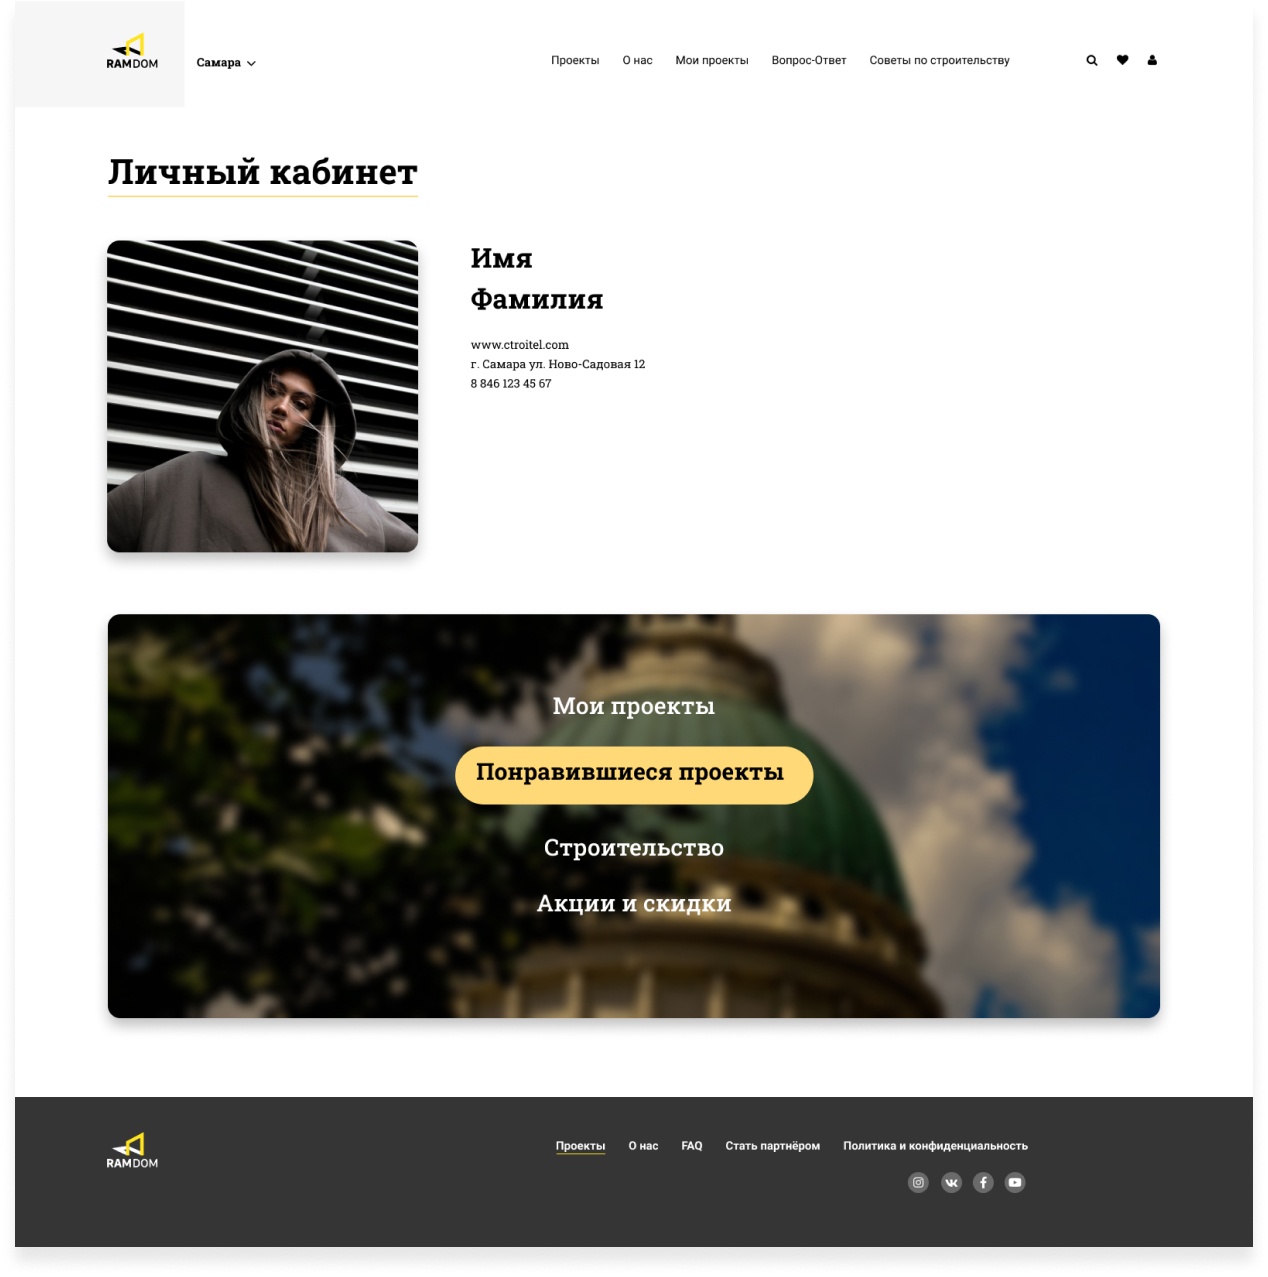 RAMDOM
Самара
Проекты
О нас
Мои проекты
Вопрос-Ответ
Советы по строительству
Личный кабинет
Имя
Фамилия
www.ctroitel.com
г. Самара ул. Ново-Садовая 12
8 846 123 45 67
Мои проекты
Понравившиеся проекты
Строительство
Акции и скидки
RAMDOM
Проекты
О нас
FAQ
Стать партнёром
Политика и конфиденциальность